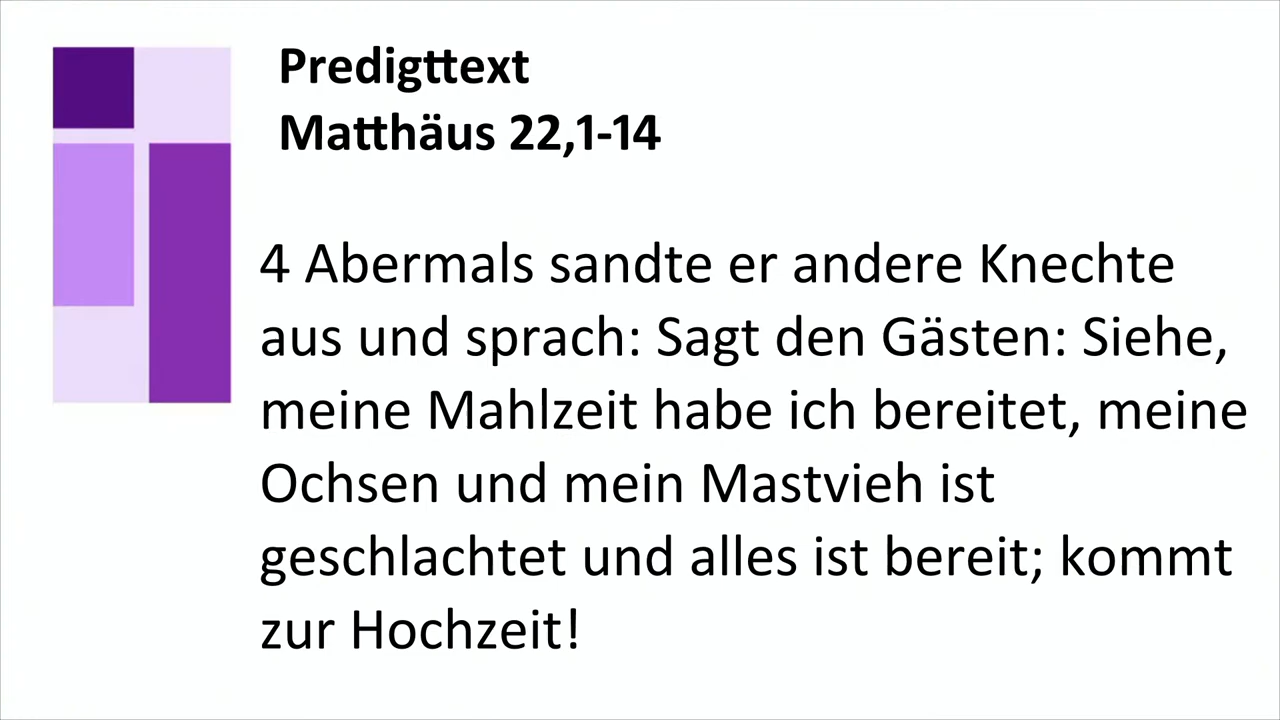 Predigttext
Matthäus 22,1-14
4 Abermals sandte er andere Knechte
aus und sprach: Sagt den Gästen: Siehe,
meine Mahlzeit habe ich bereitet, meine
Ochsen und mein Mastvieh ist
geschlachtet und alles ist bereit; kommt
zur Hochzeit!